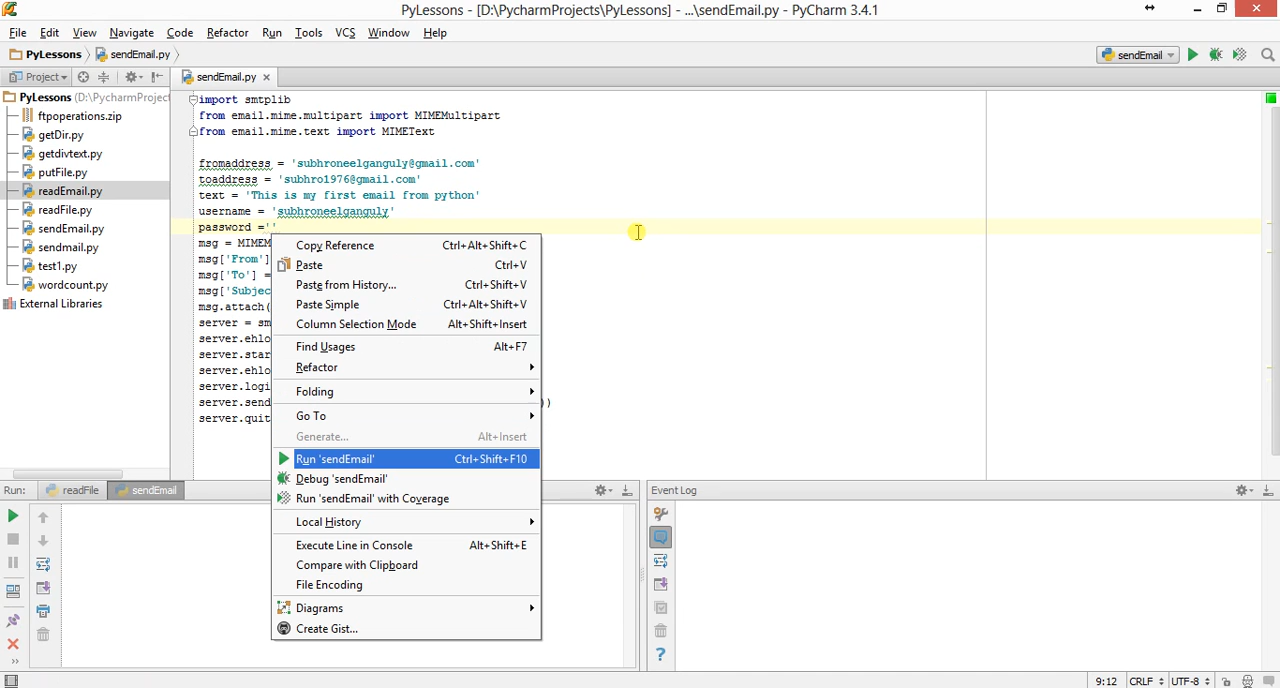 PyLessons - [D:\PycharmProjects\PyLessons] - ...\sendEmail.py - PyCharm 3.4.1
File Edit View Navigate Code Refactor Run Tools VCS Window Help
PyLessons sendEmail.py sendEmail
Project sendEmail.py
PyLessons (D:\PycharmProject
ftpoperations.zip
getDir.py
getdivtext.py
putFile.py
readEmail.py
readFile.py
sendEmail.py
sendmail.py
test1.py
wordcount.py
External Libraries
import smtplib
from email.mime.multipart import MIMEMultipart
from email.mime.text import MIMEText
fromaddress = 'subhroneelganguly@gmail.com'
toaddress = 'subhro1976@gmail.com'
text = 'This is my first email from python'
username = 'subhroneelganguly'
password =''
msg = MIMEM
msg['From']
msg['To'] =
msg['Subjec
msg.attach(
server = sm
server.ehlo
server.star
server.ehlo
server.logi
server.send ))
server.quit
Copy Reference Ctrl+Alt+Shift+C
Paste Ctrl+V
Paste from History... Ctrl+Shift+V
Paste Simple Ctrl+Alt+Shift+V
Column Selection Mode Alt+Shift+Insert
Find Usages Alt+F7
Refactor
Folding
Go To
Generate... Alt+Insert
Run 'sendEmail' Ctrl+Shift+F10
Debug 'sendEmail'
Run 'sendEmail' with Coverage
Local History
Execute Line in Console Alt+Shift+E
Compare with Clipboard
File Encoding
Diagrams
Create Gist...
Run: readFile sendEmail
Event Log
9:12 CRLF UTF-8